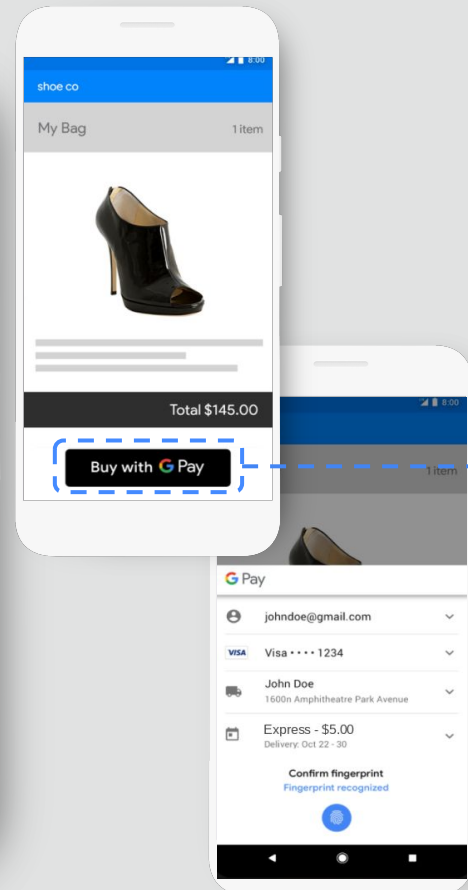 8:00
shoe co
My Bag
1 item
Total $145.00
Buy with G Pay
8:00
1 item
G Pay
johndoe@gmail.com
VISA
Visa •••• 1234
John Doe
1600n Amphitheatre Park Avenue
Express - $5.00
Delivery: Oct 22 - 30
Confirm fingerprint
Fingerprint recognized